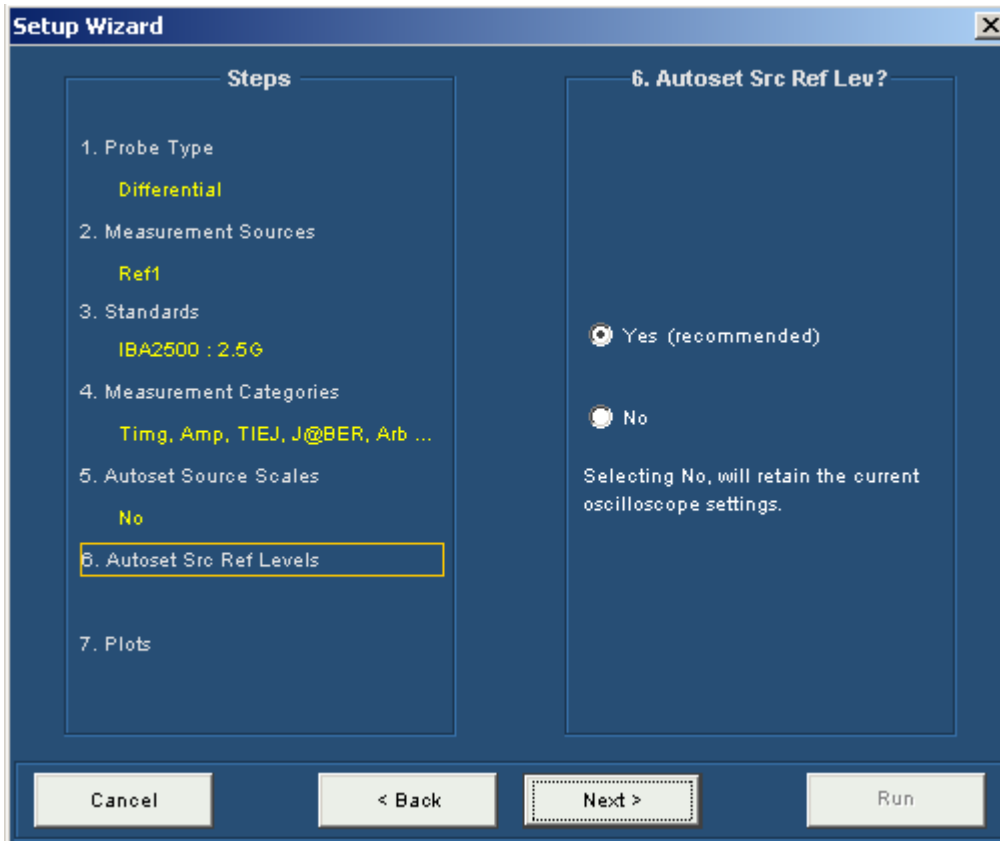 Setup Wizard
Steps
1. Probe Type
Differential
2. Measurement Sources
Ref1
3. Standards
IBA2500 : 2.5G
4. Measurement Categories
Timg, Amp, TIEJ, J@BER, Arb ...
5. Autoset Source Scales
No
6. Autoset Src Ref Levels
7. Plots
6. Autoset Src Ref Lev?
Yes (recommended)
No
Selecting No, will retain the current
oscilloscope settings.
Cancel
< Back
Next >
Run